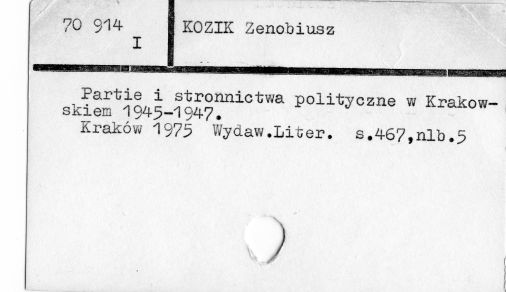 70 914
I
KOZIK Zenobiusz
Partie i stronnictwa polityczne w Krakow-
skiem 1945-1947.
Kraków 1975 Wydaw.Liter. s.467,nlb.5